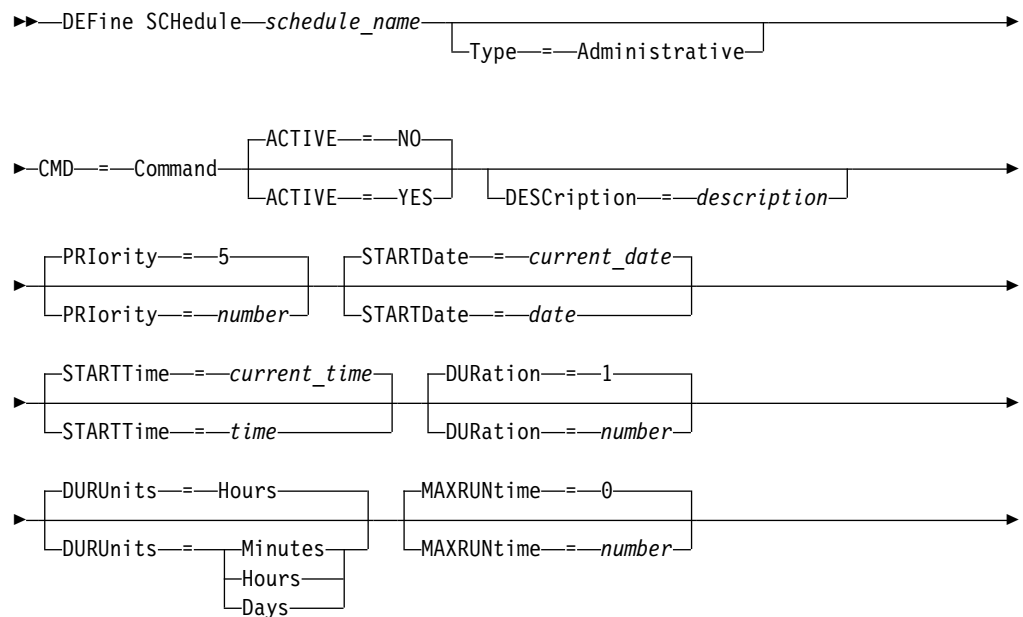 DEFine SCHedule schedule_name
Type = Administrative
ACTIVE = NO
CMD = Command
ACTIVE = YES
DESCription = description
PRIority = 5
STARTDate = current_date
PRIority = number
STARTDate = date
STARTTime = current_time
DURation = 1
STARTTime = time
DURation = number
DURUnits = Hours
MAXRUNtime = 0
DURUnits = Minutes
MAXRUNtime = number
Hours
Days